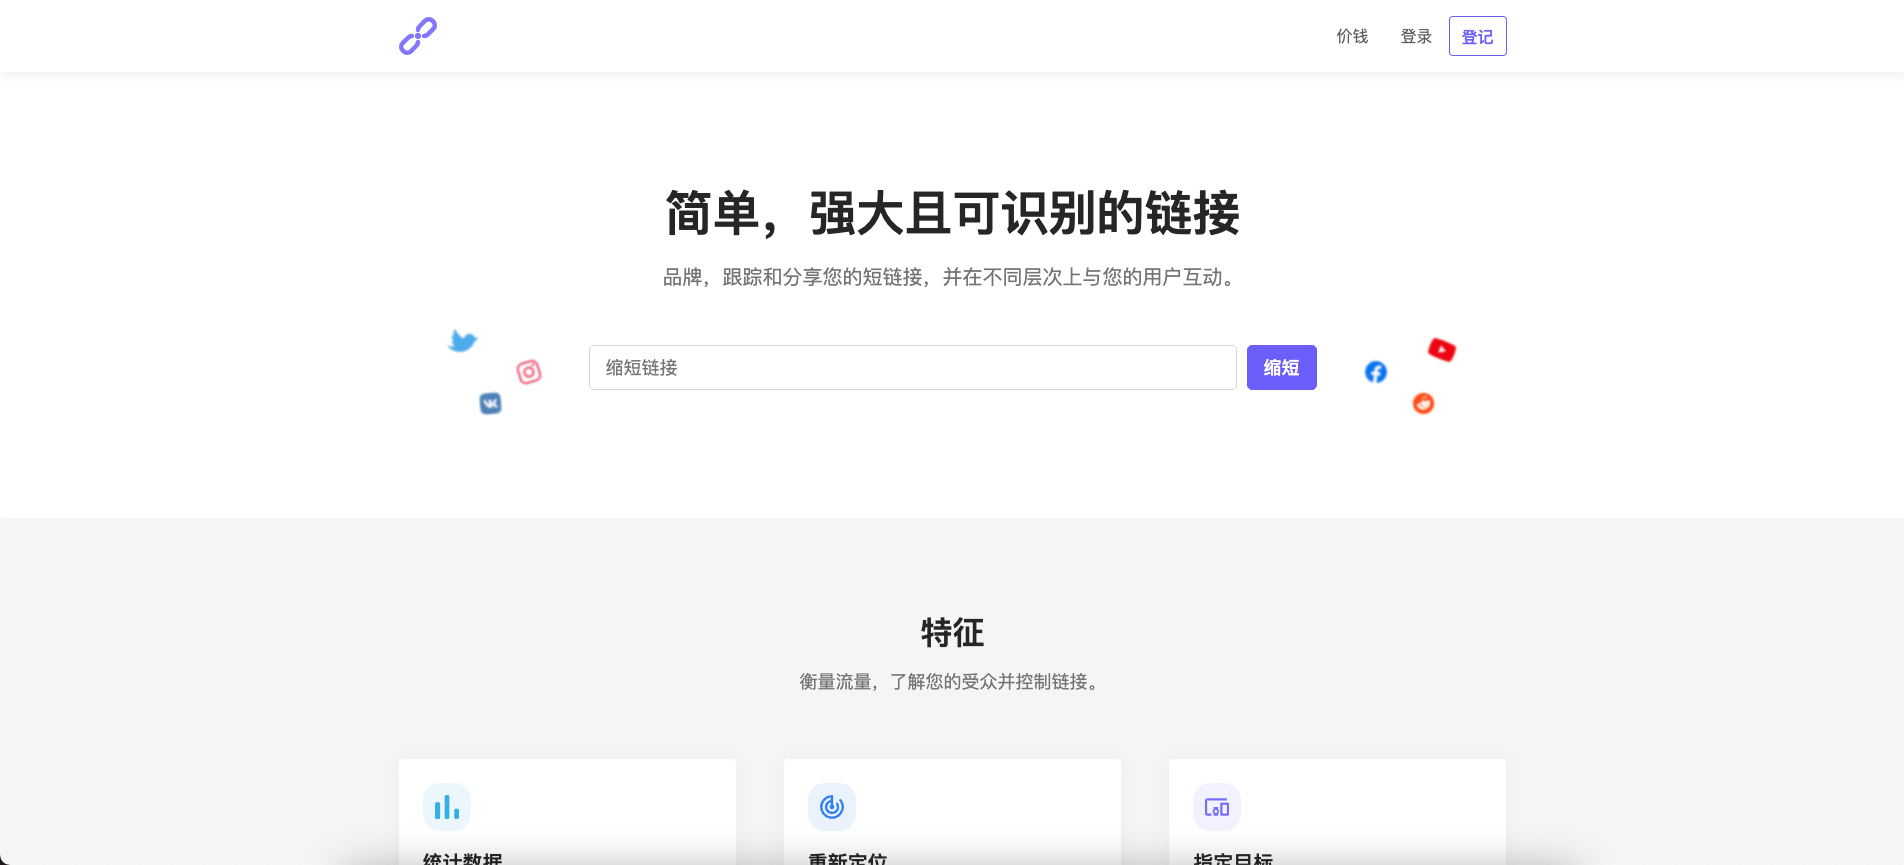 价钱
登录
登记
简单，强大且可识别的链接
品牌，跟踪和分享您的短链接，并在不同层次上与您的用户互动。
缩短链接
缩短
特征
衡量流量，了解您的受众并控制链接。
统计数据
重新定位
指定目标